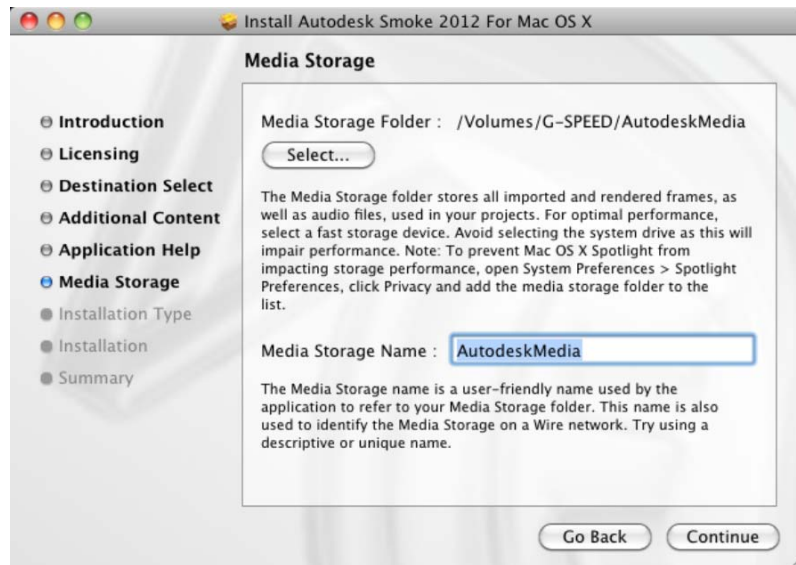 Install Autodesk Smoke 2012 For Mac OS X
Media Storage
Introduction
Licensing
Destination Select
Additional Content
Application Help
Media Storage
Installation Type
Installation
Summary
Media Storage Folder : /Volumes/G-SPEED/AutodeskMedia
Select...
The Media Storage folder stores all imported and rendered frames, as
well as audio files, used in your projects. For optimal performance,
select a fast storage device. Avoid selecting the system drive as this will
impair performance. Note: To prevent Mac OS X Spotlight from
impacting storage performance, open System Preferences > Spotlight
Preferences, click Privacy and add the media storage folder to the
list.
Media Storage Name : AutodeskMedia
The Media Storage name is a user-friendly name used by the
application to refer to your Media Storage folder. This name is also
used to identify the Media Storage on a Wire network. Try using a
descriptive or unique name.
Go Back
Continue